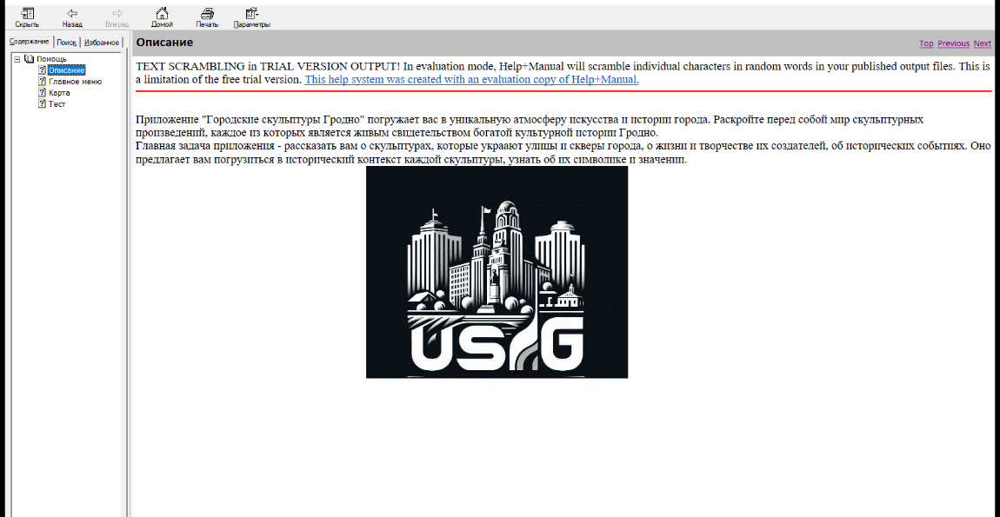 Скрыть Назад Вперед Домой Печать Параметры
Содержание Поиск Избранное
Помощь
Описание
Главное меню
Карта
Тест
Описание
Top Previous Next
TEXT SCRAMBLING in TRIAL VERSION OUTPUT! In evaluation mode, Help+Manual will scramble individual characters in random words in your published output files. This is
a limitation of the free trial version. This help system was created with an evaluation copy of Help+Manual.
Приложение "Городские скульптуры Гродно" погружает вас в уникальную атмосферу искусства и истории города. Раскройте перед собой мир скульптурных
произведений, каждое из которых является живым свидетельством богатой культурной истории Гродно.
Главная задача приложения - рассказать вам о скульптурах, которые укрaaют улицы и скверы города, о жизни и творчестве их создателей, об исторических событиях. Оно
предлагает вам погрузиться в исторический контекст каждой скульптуры, узнать об их символике и значении.
USG